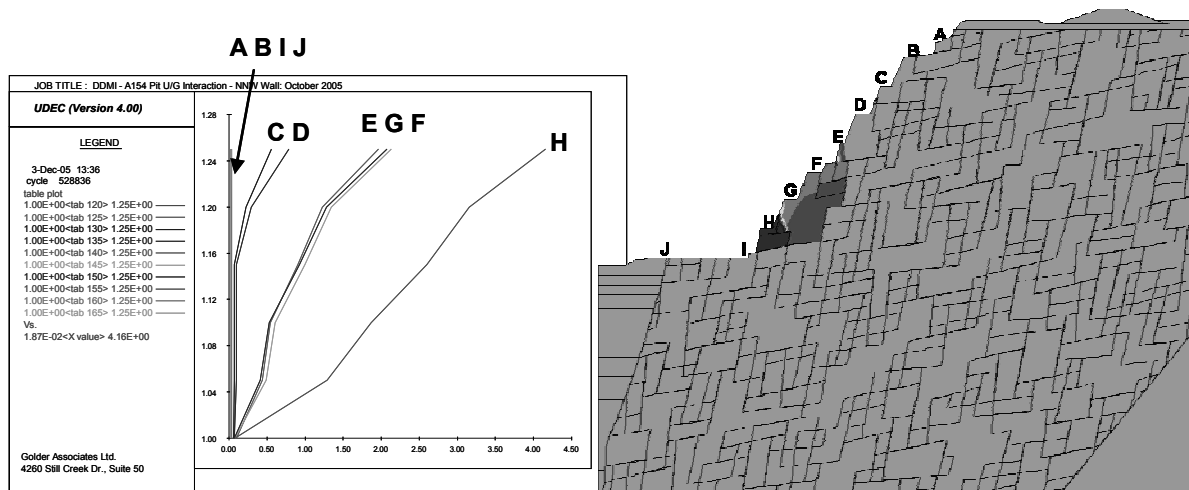 A B I J
JOB TITLE : DDMI - A154 Pit U/G Interaction - NNW Wall: October 2005
UDEC (Version 4.00)
LEGEND
3-Dec-05 13:36
cycle 528836
table plot
1.00E+00<tab 120> 1.25E+00
1.00E+00<tab 125> 1.25E+00
1.00E+00<tab 130> 1.25E+00
1.00E+00<tab 135> 1.25E+00
1.00E+00<tab 140> 1.25E+00
1.00E+00<tab 145> 1.25E+00
1.00E+00<tab 150> 1.25E+00
1.00E+00<tab 155> 1.25E+00
1.00E+00<tab 160> 1.25E+00
1.00E+00<tab 165> 1.25E+00
Vs.
1.87E-02<X value> 4.16E+00
Golder Associates Ltd.
4260 Still Creek Dr., Suite 50
C D
E G F
H
1.28
1.24
1.20
1.16
1.12
1.08
1.04
1.00
0.00 0.50 1.00 1.50 2.00 2.50 3.00 3.50 4.00 4.50
A
B
C
D
E
F
G
H
I
J